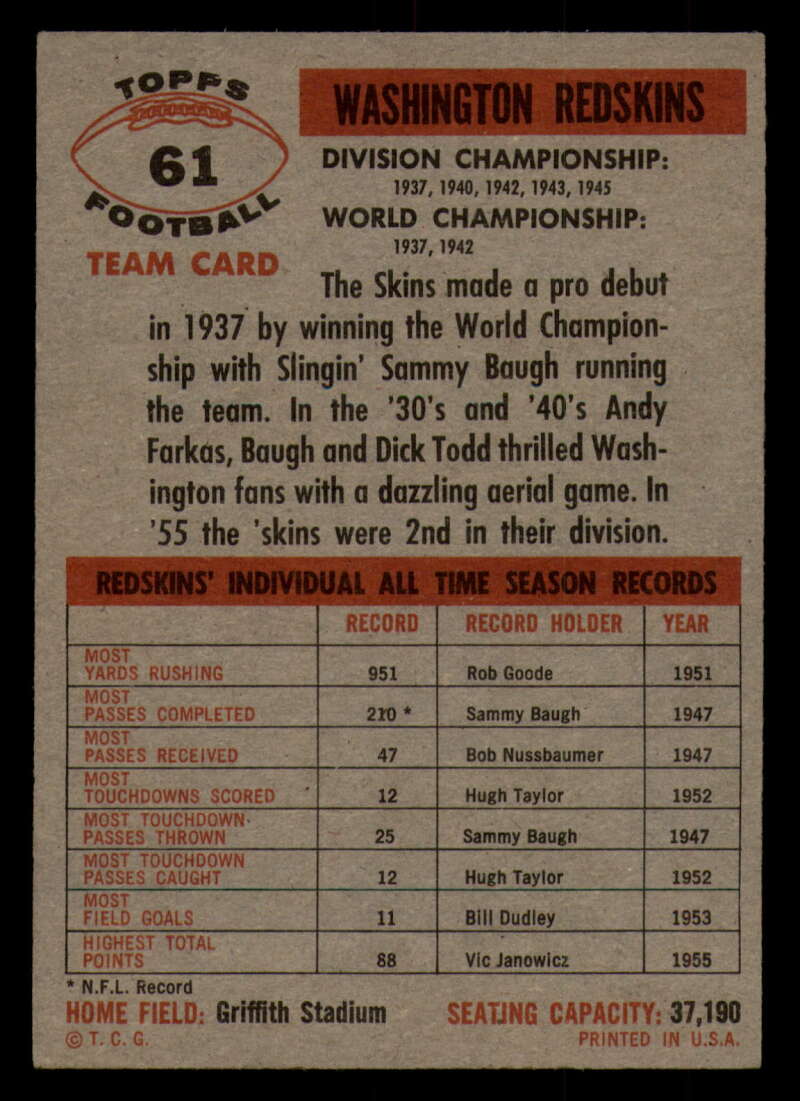 TOPPS
61
FOOTBALL
TEAM CARD
WASHINGTON REDSKINS
DIVISION CHAMPIONSHIP:
1937, 1940, 1942, 1943, 1945
WORLD CHAMPIONSHIP:
1937, 1942
The Skins made a pro debut
in 1937 by winning the World Champion-
ship with Slingin' Sammy Baugh running
the team. In the '30's and '40's Andy
Farkas, Baugh and Dick Todd thrilled Wash-
ington fans with a dazzling aerial game. In
'55 the 'skins were 2nd in their division.
REDSKINS' INDIVIDUAL ALL TIME SEASON RECORDS
RECORD RECORD HOLDER YEAR
MOST
YARDS RUSHING 951 Rob Goode 1951
MOST
PASSES COMPLETED 210 * Sammy Baugh 1947
MOST
PASSES RECEIVED 47 Bob Nussbaumer 1947
MOST
TOUCHDOWNS SCORED 12 Hugh Taylor 1952
MOST TOUCHDOWN
PASSES THROWN 25 Sammy Baugh 1947
MOST TOUCHDOWN
PASSES CAUGHT 12 Hugh Taylor 1952
MOST
FIELD GOALS 11 Bill Dudley 1953
HIGHEST TOTAL
POINTS 88 Vic Janowicz 1955
* N.F.L. Record
HOME FIELD: Griffith Stadium SEATING CAPACITY: 37,190
© T. C. G. PRINTED IN U.S.A.